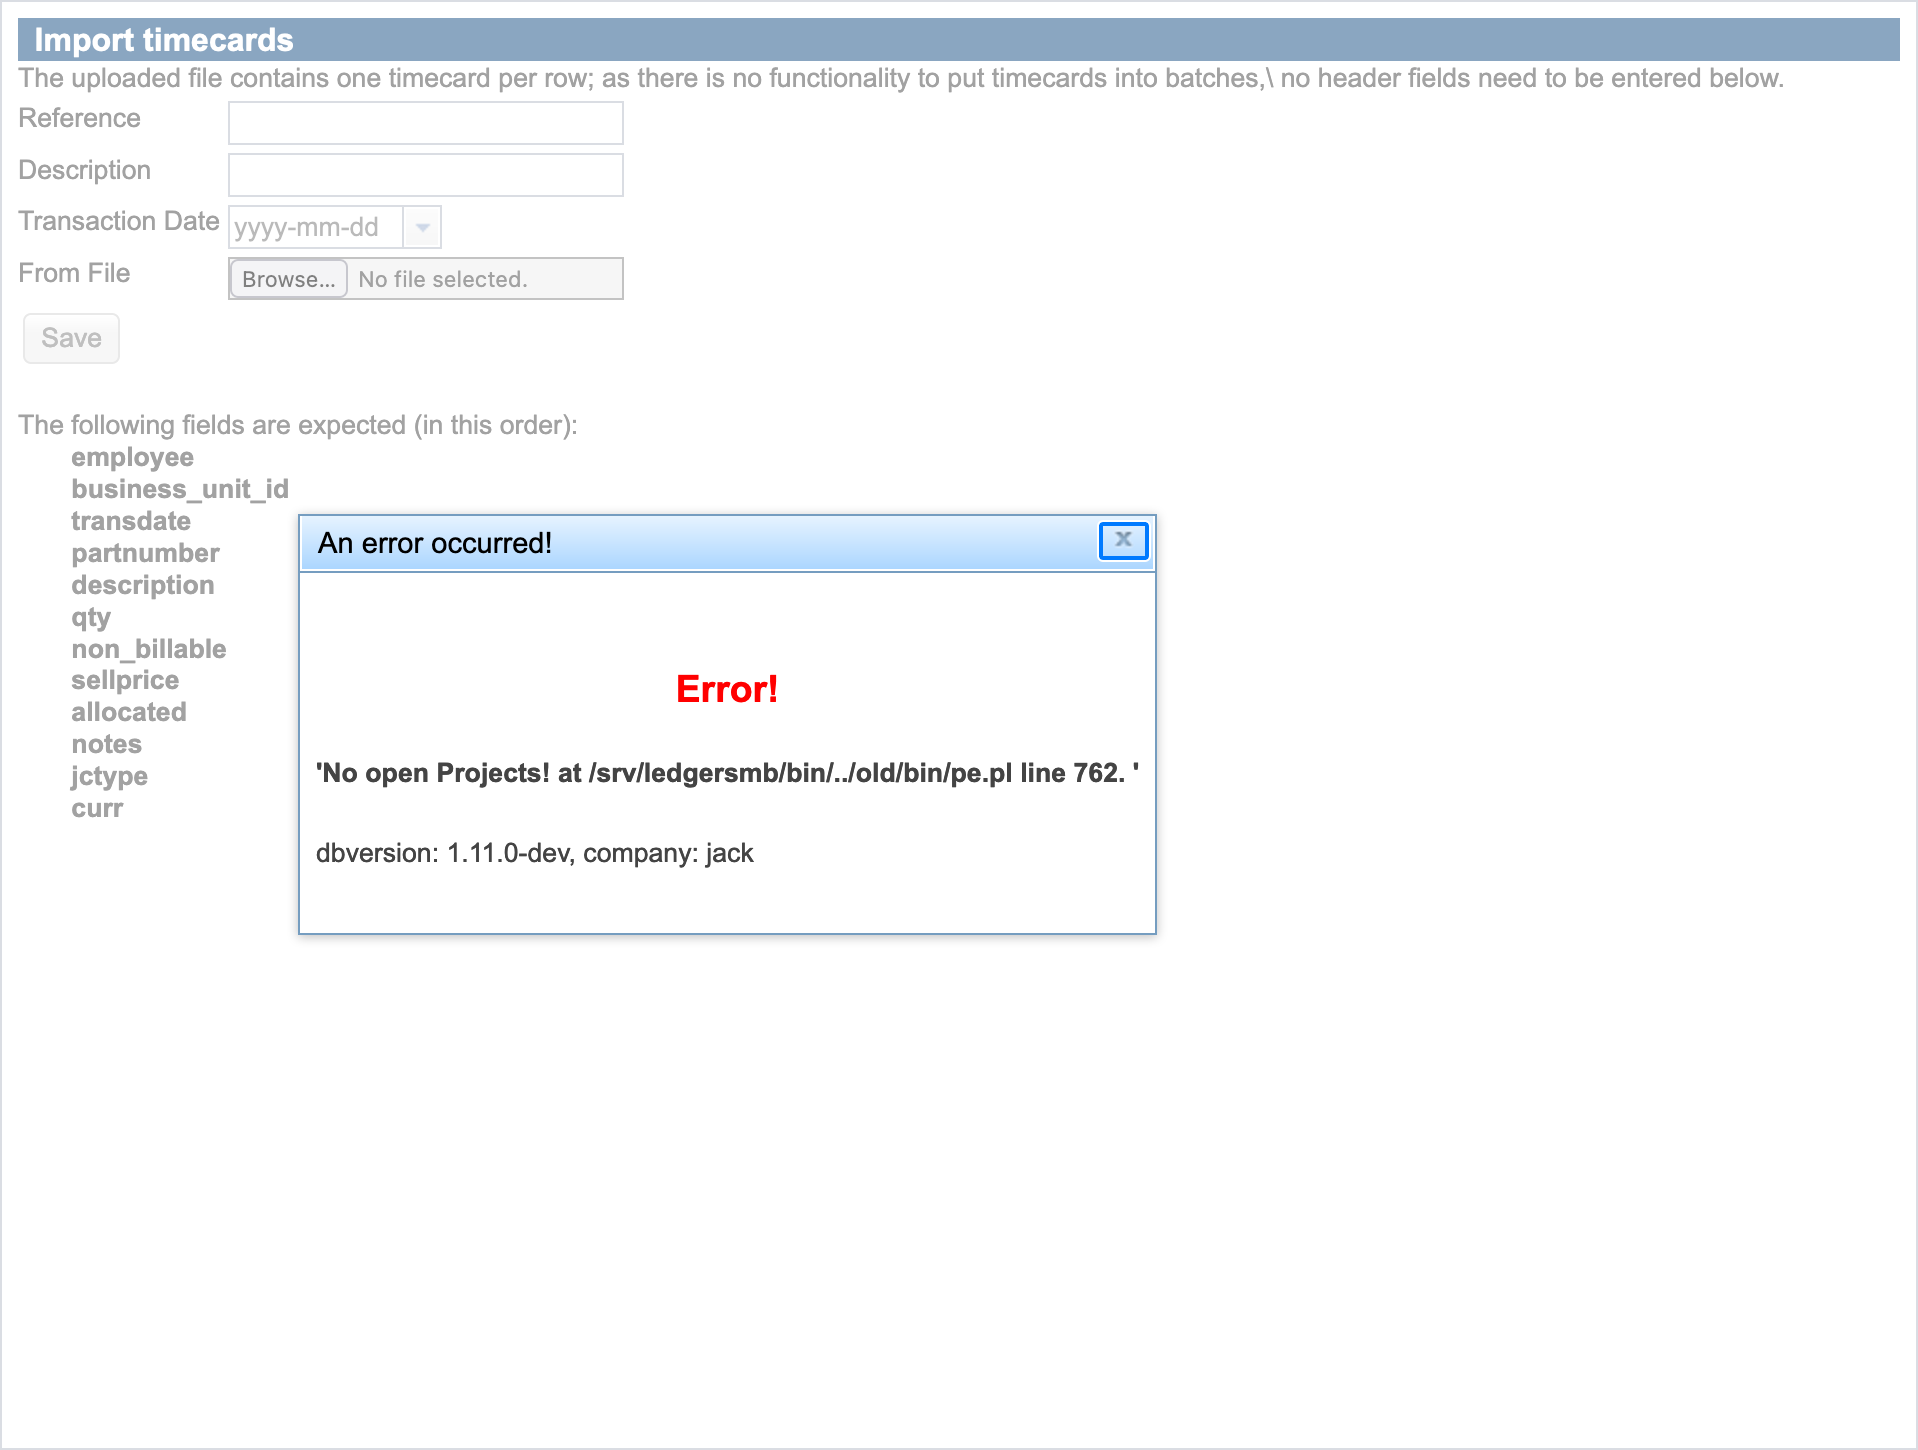 Import timecards
The uploaded file contains one timecard per row; as there is no functionality to put timecards into batches,\ no header fields need to be entered below.
Reference
Description
Transaction Date yyyy-mm-dd
From File Browse... No file selected.
Save
The following fields are expected (in this order):
employee
business_unit_id
transdate
partnumber
description
qty
non_billable
sellprice
allocated
notes
jctype
curr
An error occurred! x
Error!
'No open Projects! at /srv/ledgersmb/bin/../old/bin/pe.pl line 762. '
dbversion: 1.11.0-dev, company: jack